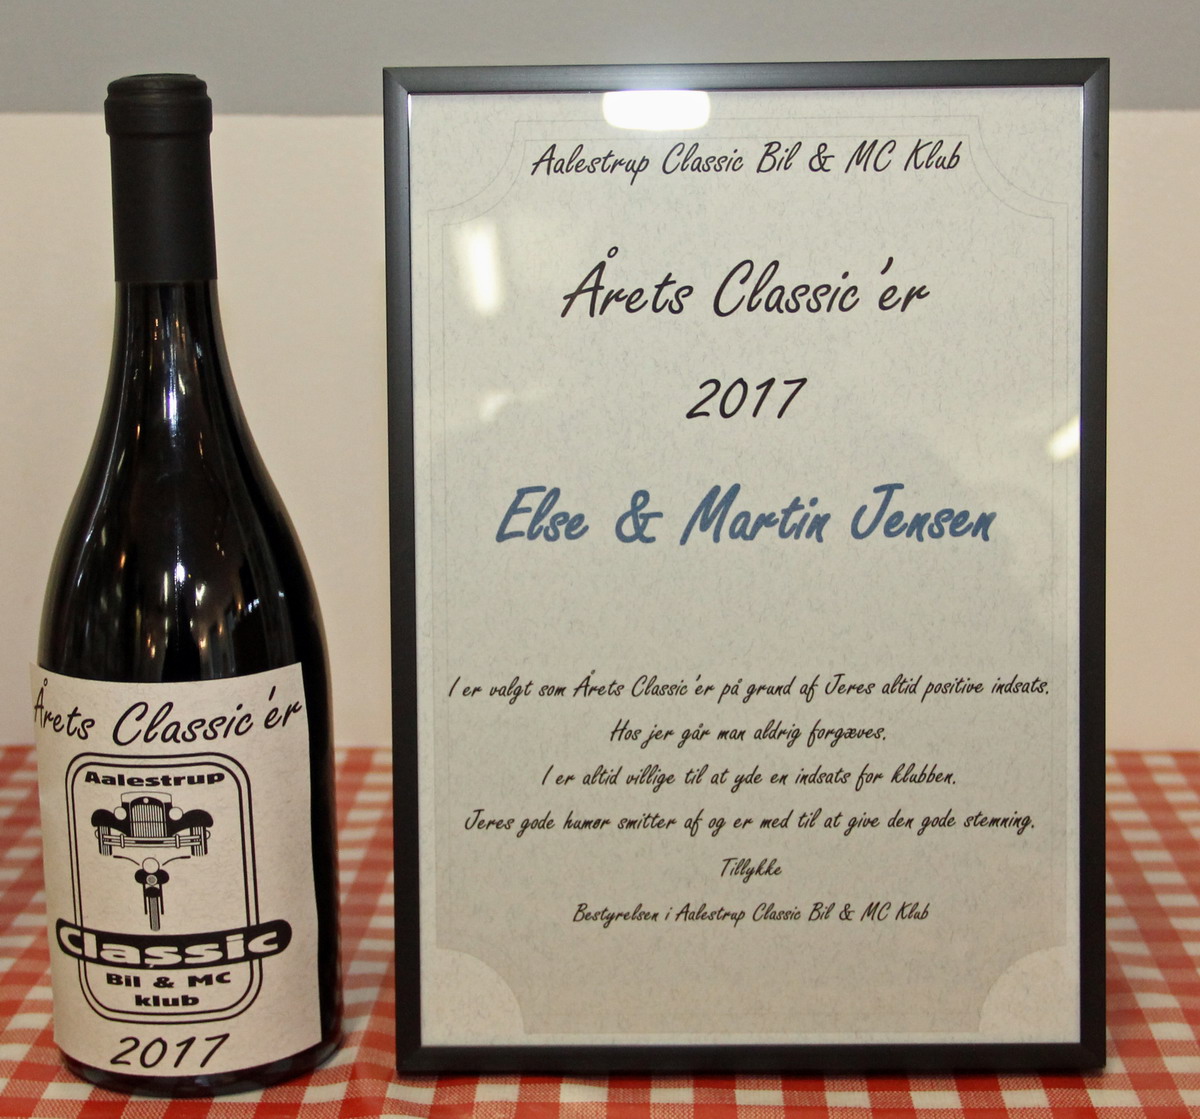 Årets Classic'er
Aalestrup
Classic
Bil & MC
klub
2017
Aalestrup Classic Bil & MC Klub
Årets Classic'er
2017
Else & Martin Jensen
I er valgt som Årets Classic'er på grund af Jeres altid positive indsats.
Hos jer går man aldrig forgæves.
I er altid villige til at yde en indsats for klubben.
Jeres gode humør smitter af og er med til at give den gode stemning.
Tillykke
Bestyrelsen i Aalestrup Classic Bil & MC Klub